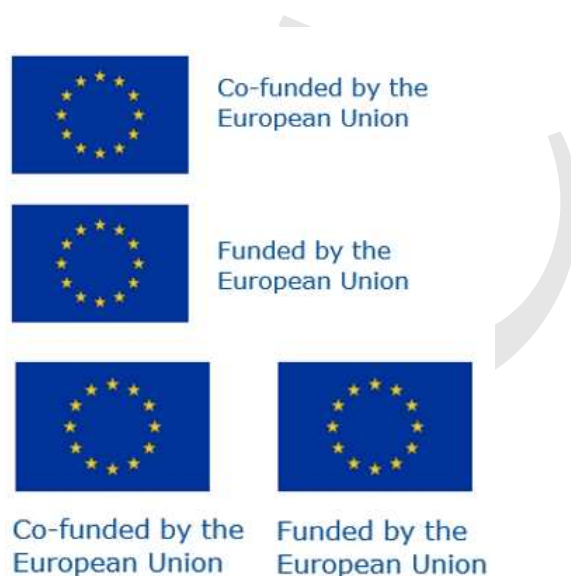 Co-funded by the
European Union
Funded by the
European Union
Co-funded by the
European Union
Funded by the
European Union